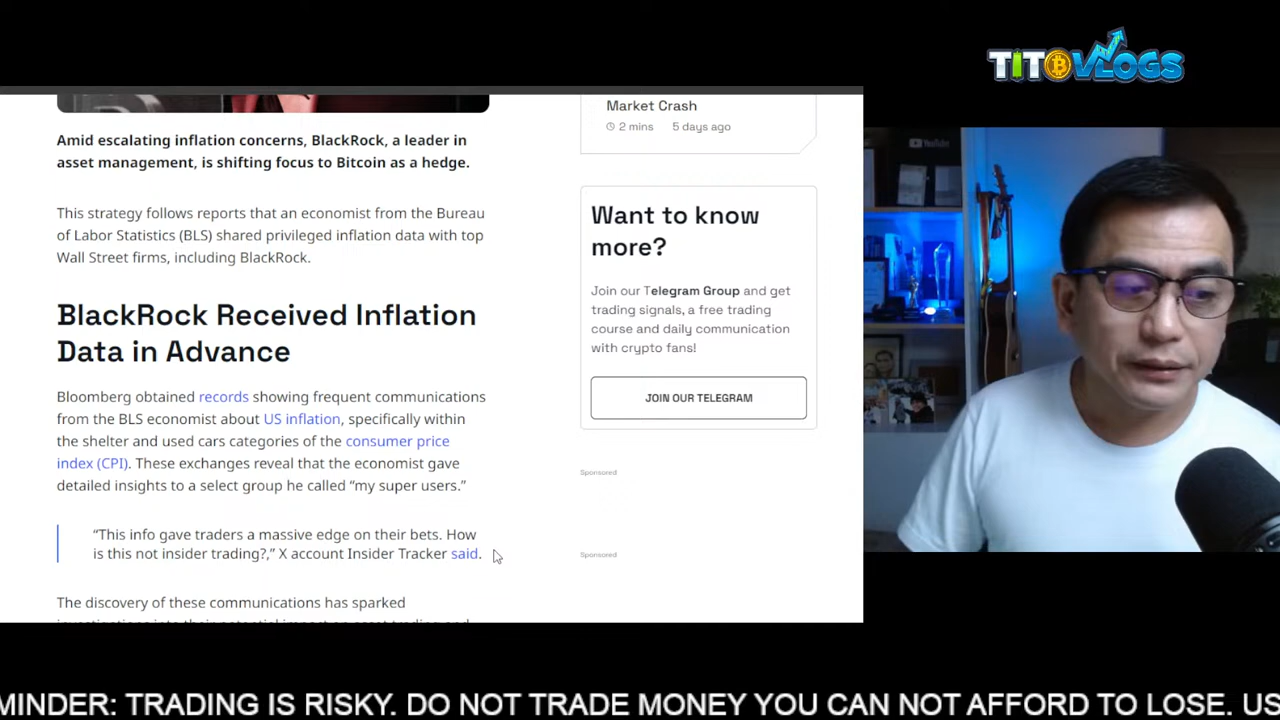 TITOVLOGS
YouTube
Amid escalating inflation concerns, BlackRock, a leader in
asset management, is shifting focus to Bitcoin as a hedge.
This strategy follows reports that an economist from the Bureau
of Labor Statistics (BLS) shared privileged inflation data with top
Wall Street firms, including BlackRock.
BlackRock Received Inflation
Data in Advance
Bloomberg obtained records showing frequent communications
from the BLS economist about US inflation, specifically within
the shelter and used cars categories of the consumer price
index (CPI). These exchanges reveal that the economist gave
detailed insights to a select group he called “my super users.”
“This info gave traders a massive edge on their bets. How
is this not insider trading?,” X account Insider Tracker said.
The discovery of these communications has sparked
Market Crash
2 mins 5 days ago
Want to know
more?
Join our Telegram Group and get
trading signals, a free trading
course and daily communication
with crypto fans!
JOIN OUR TELEGRAM
Sponsored
Sponsored
MINDER: TRADING IS RISKY. DO NOT TRADE MONEY YOU CAN NOT AFFORD TO LOSE. US